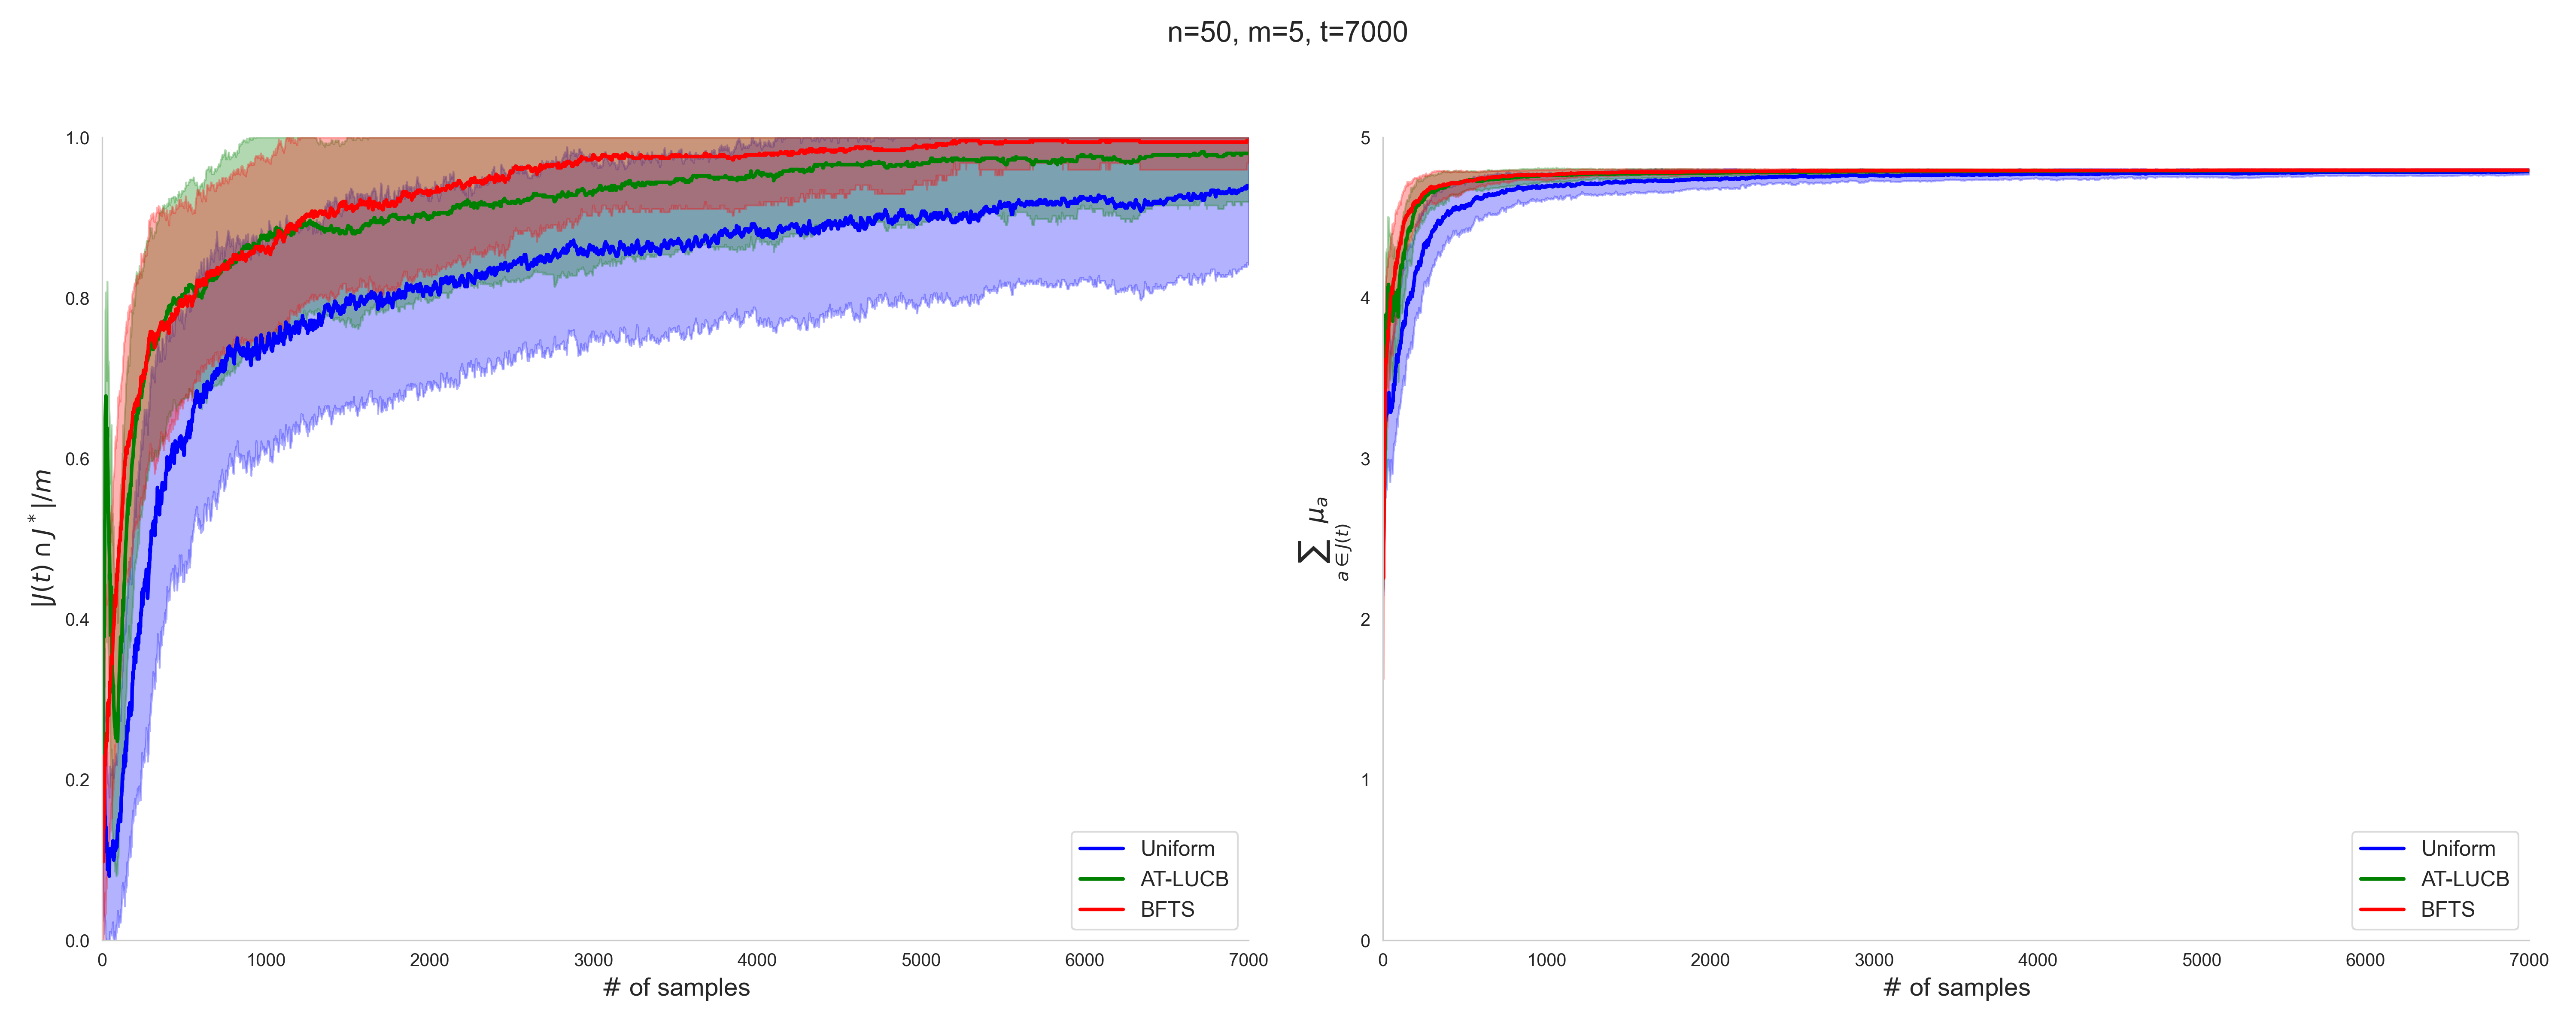 n=50, m=5, t=7000
1.0
0.8
0.6
0.4
0.2
0.0
|J(t) ∩ J*|/m
0 1000 2000 3000 4000 5000 6000 7000
# of samples
Uniform
AT-LUCB
BFTS
5
4
3
2
1
0
∑ μₐ
a∈J(t)
0 1000 2000 3000 4000 5000 6000 7000
# of samples
Uniform
AT-LUCB
BFTS